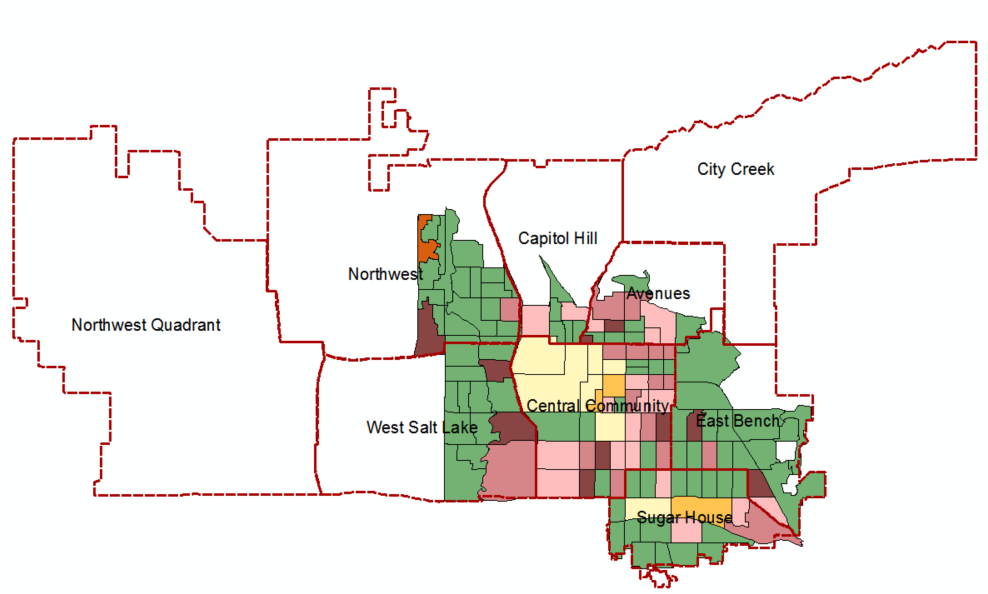 City Creek
Capitol Hill
Northwest
Avenues
Northwest Quadrant
Central Community
West Salt Lake
East Bench
Sugar House